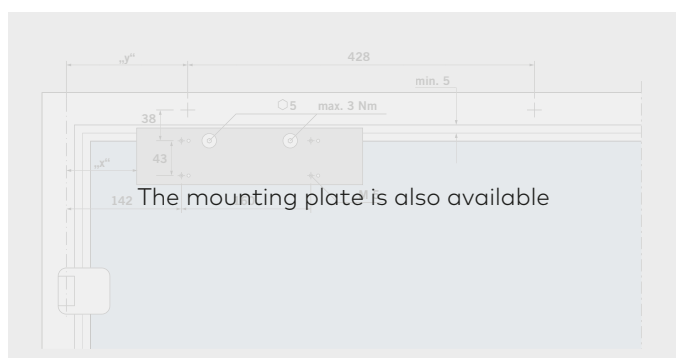 „y“
428
min. 5
5 max. 3 Nm
38
43
„x“
The mounting plate is also available
142